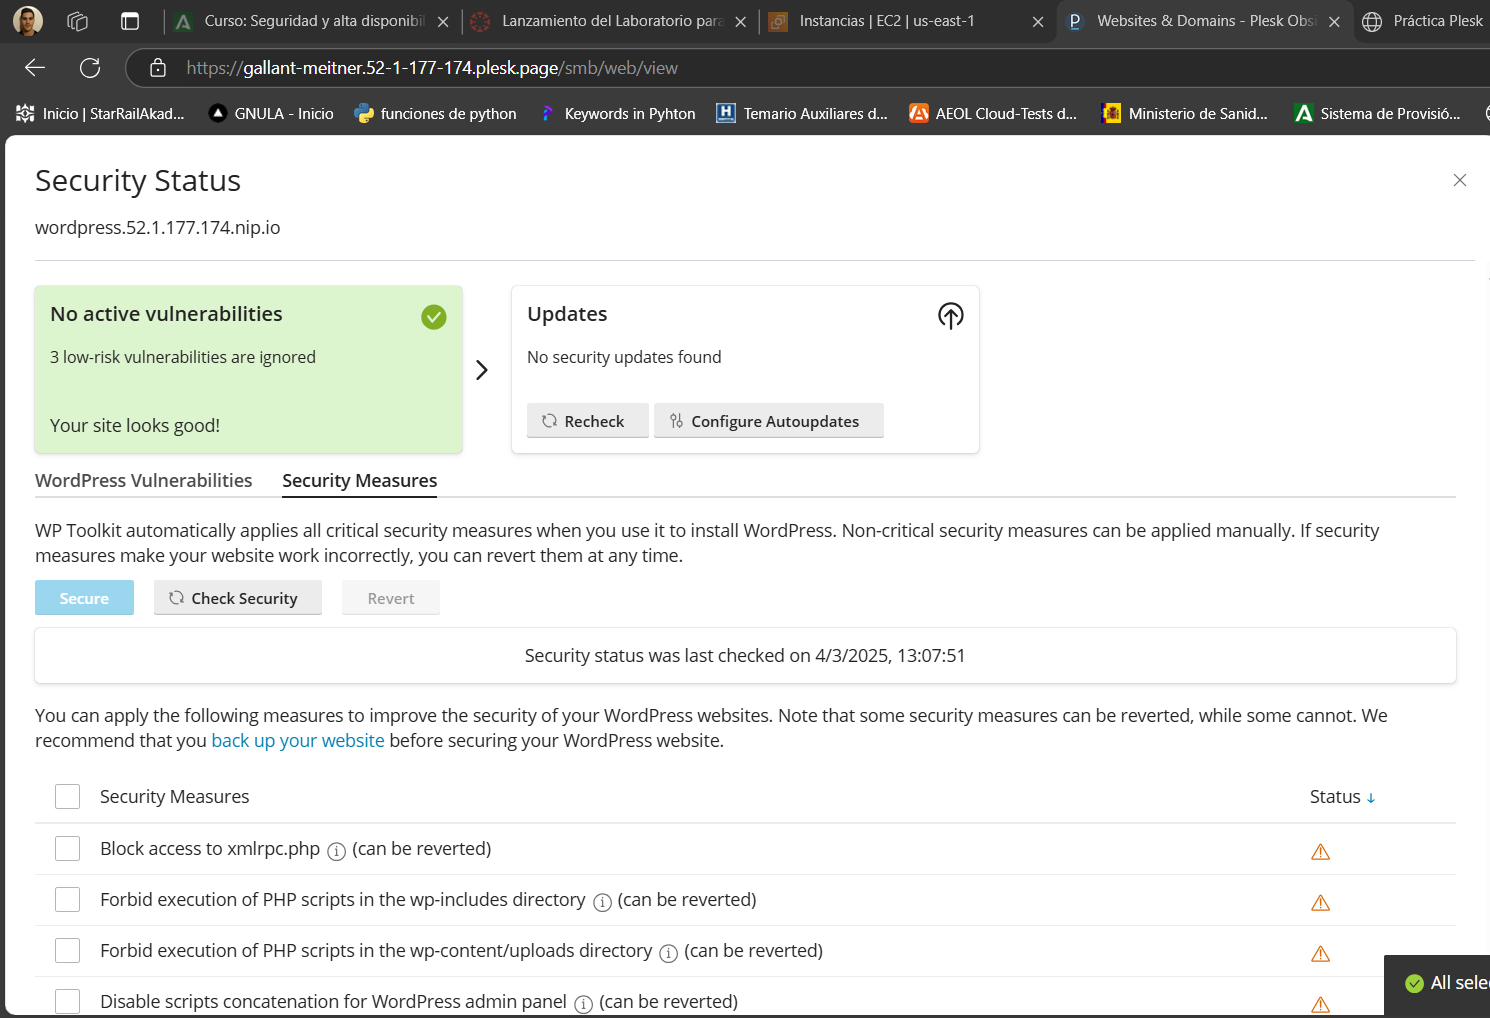 Curso: Seguridad y alta disponibil
Lanzamiento del Laboratorio para
Instancias | EC2 | us-east-1
Websites & Domains - Plesk Obsi
Práctica Plesk
https://gallant-meitner.52-1-177-174.plesk.page/smb/web/view
Inicio | StarRailAkad...
GNULA - Inicio
funciones de python
Keywords in Pyhton
Temario Auxiliares d...
AEOL Cloud-Tests d...
Ministerio de Sanid...
Sistema de Provisió...
Security Status
wordpress.52.1.177.174.nip.io
No active vulnerabilities
3 low-risk vulnerabilities are ignored
Your site looks good!
Updates
No security updates found
Recheck
Configure Autoupdates
WordPress Vulnerabilities
Security Measures
WP Toolkit automatically applies all critical security measures when you use it to install WordPress. Non-critical security measures can be applied manually. If security
measures make your website work incorrectly, you can revert them at any time.
Secure
Check Security
Revert
Security status was last checked on 4/3/2025, 13:07:51
You can apply the following measures to improve the security of your WordPress websites. Note that some security measures can be reverted, while some cannot. We
recommend that you back up your website before securing your WordPress website.
Security Measures
Status ↓
Block access to xmlrpc.php (can be reverted)
Forbid execution of PHP scripts in the wp-includes directory (can be reverted)
Forbid execution of PHP scripts in the wp-content/uploads directory (can be reverted)
Disable scripts concatenation for WordPress admin panel (can be reverted)
All sele